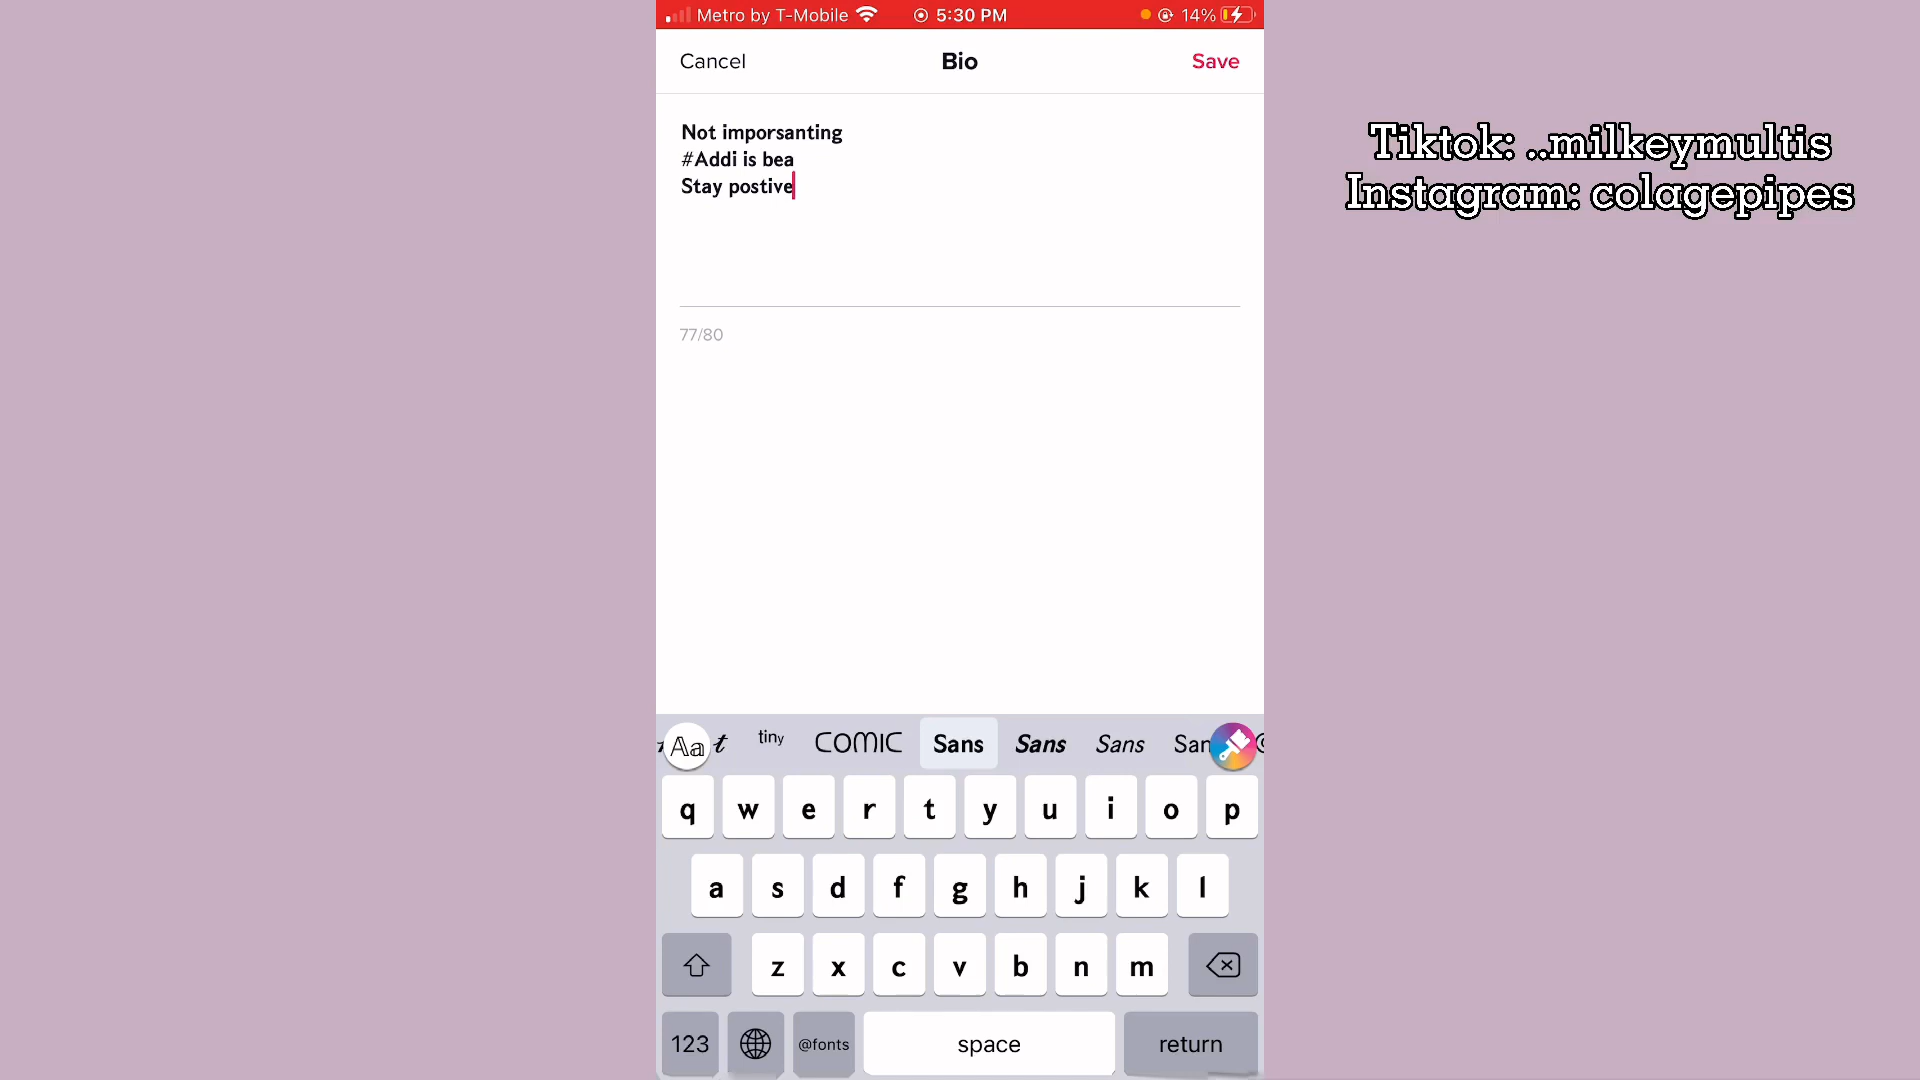 Metro by T-Mobile 5:30 PM 14%
Cancel Bio Save
Not imporsanting
#Addi is bea
Stay postive
77/80
Tiktok: ..milkeymultis
Instagram: colagepipes
Aa t tiny COMIC Sans Sans Sans San
q w e r t y u i o p
a s d f g h j k l
z x c v b n m
123 @fonts space return